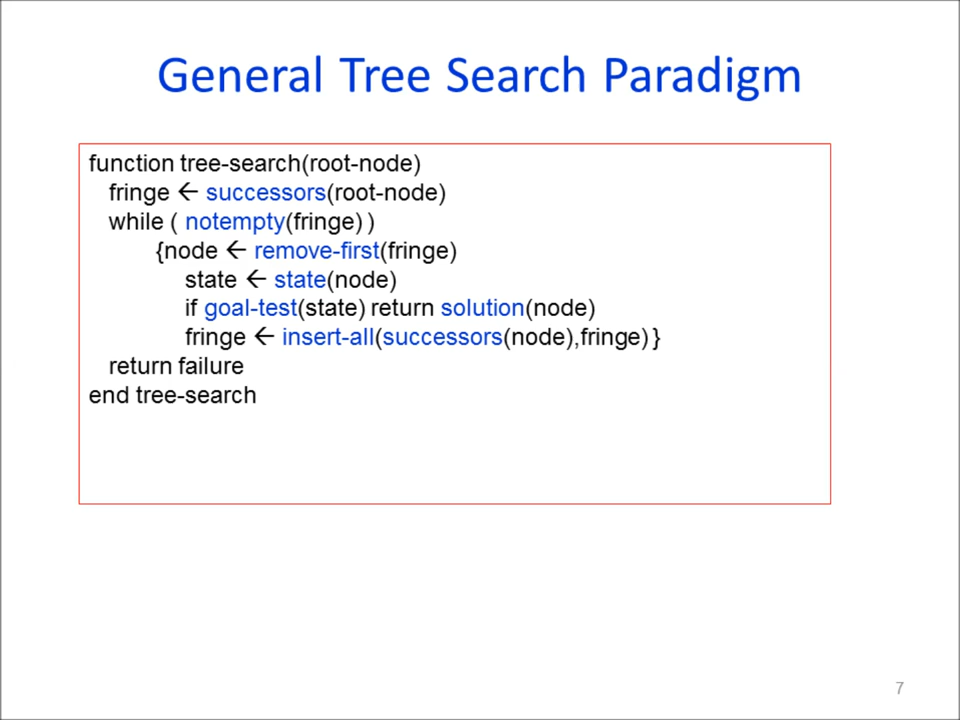 General Tree Search Paradigm
function tree-search(root-node)
fringe ← successors(root-node)
while ( notempty(fringe) )
{node ← remove-first(fringe)
state ← state(node)
if goal-test(state) return solution(node)
fringe ← insert-all(successors(node),fringe) }
return failure
end tree-search
7